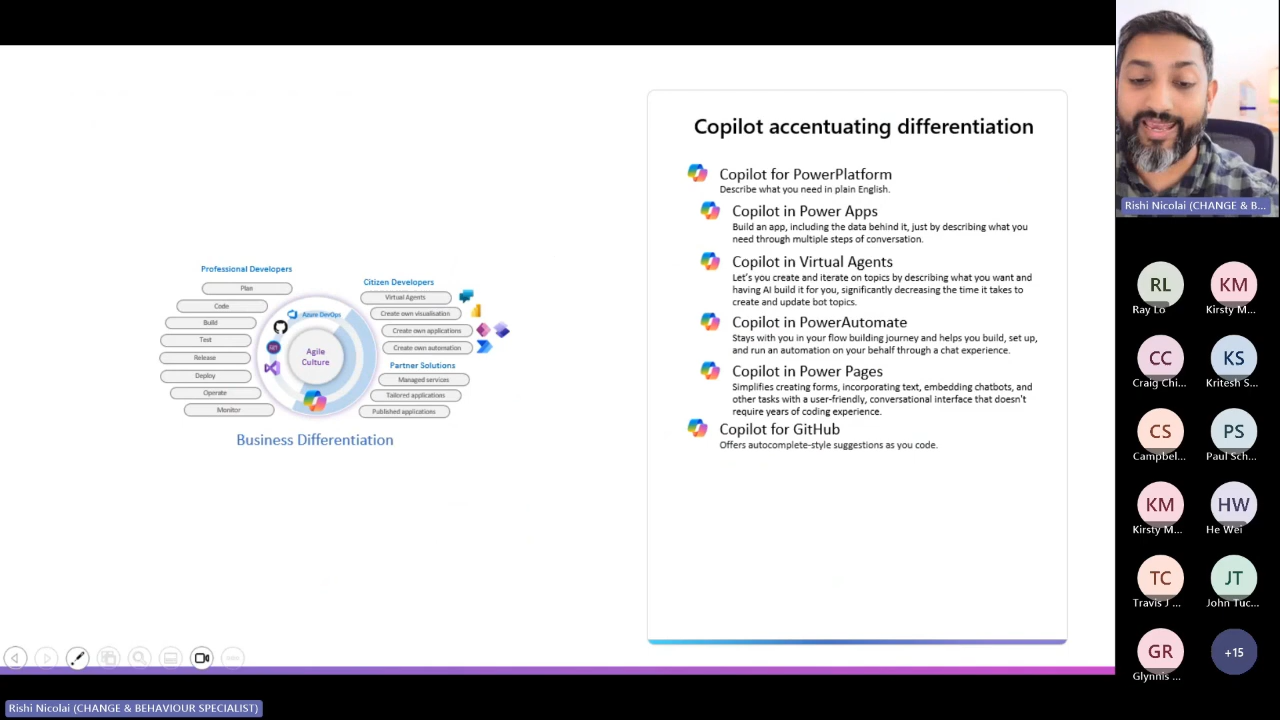 Copilot accentuating differentiation
Copilot for PowerPlatform
Describe what you need in plain English.
Copilot in Power Apps
Build an app, including the data behind it, just by describing what you
need through multiple steps of conversation.
Copilot in Virtual Agents
Let's you create and iterate on topics by describing what you want and
having AI build it for you, significantly decreasing the time it takes to
create and update bot topics.
Copilot in PowerAutomate
Stays with you in your flow building journey and helps you build, set up,
and run an automation on your behalf through a chat experience.
Copilot in Power Pages
Simplifies creating forms, incorporating text, embedding chatbots, and
other tasks with a user-friendly, conversational interface that doesn't
require years of coding experience.
Copilot for GitHub
Offers autocomplete-style suggestions as you code.
Professional Developers
Plan
Code
Build
Test
Release
Deploy
Operate
Monitor
Azure DevOps
Agile
Culture
Citizen Developers
Virtual Agents
Create own visualisation
Create own applications
Create own automation
Partner Solutions
Managed services
Tailored applications
Published applications
Business Differentiation
Rishi Nicolai (CHANGE & B...
RL
Ray Lo
KM
Kirsty M...
CC
Craig Chi...
KS
Kritesh S...
CS
Campbel...
PS
Paul Sch...
KM
Kirsty M...
HW
He Wei
TC
Travis J ...
JT
John Tuc...
GR
Glynnis ...
+15
Rishi Nicolai (CHANGE & BEHAVIOUR SPECIALIST)